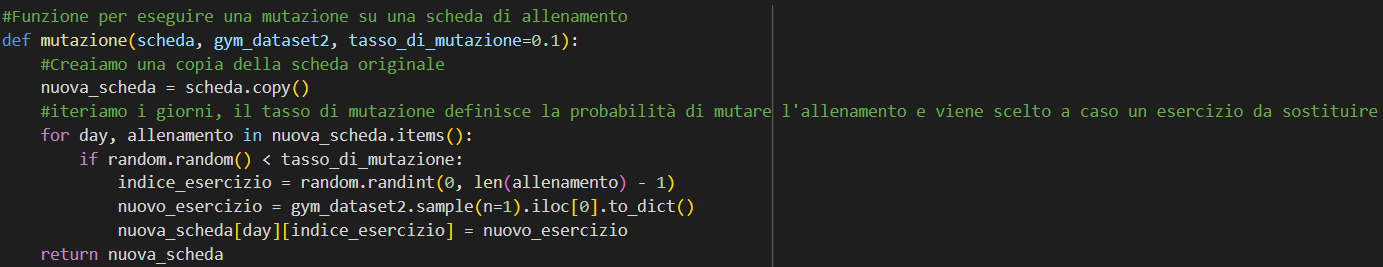 #Funzione per eseguire una mutazione su una scheda di allenamento
def mutazione(scheda, gym_dataset2, tasso_di_mutazione=0.1):
    #Creaiamo una copia della scheda originale
    nuova_scheda = scheda.copy()
    #iteriamo i giorni, il tasso di mutazione definisce la probabilità di mutare l'allenamento e viene scelto a caso un esercizio da sostituire
    for day, allenamento in nuova_scheda.items():
        if random.random() < tasso_di_mutazione:
            indice_esercizio = random.randint(0, len(allenamento) - 1)
            nuovo_esercizio = gym_dataset2.sample(n=1).iloc[0].to_dict()
            nuova_scheda[day][indice_esercizio] = nuovo_esercizio
    return nuova_scheda